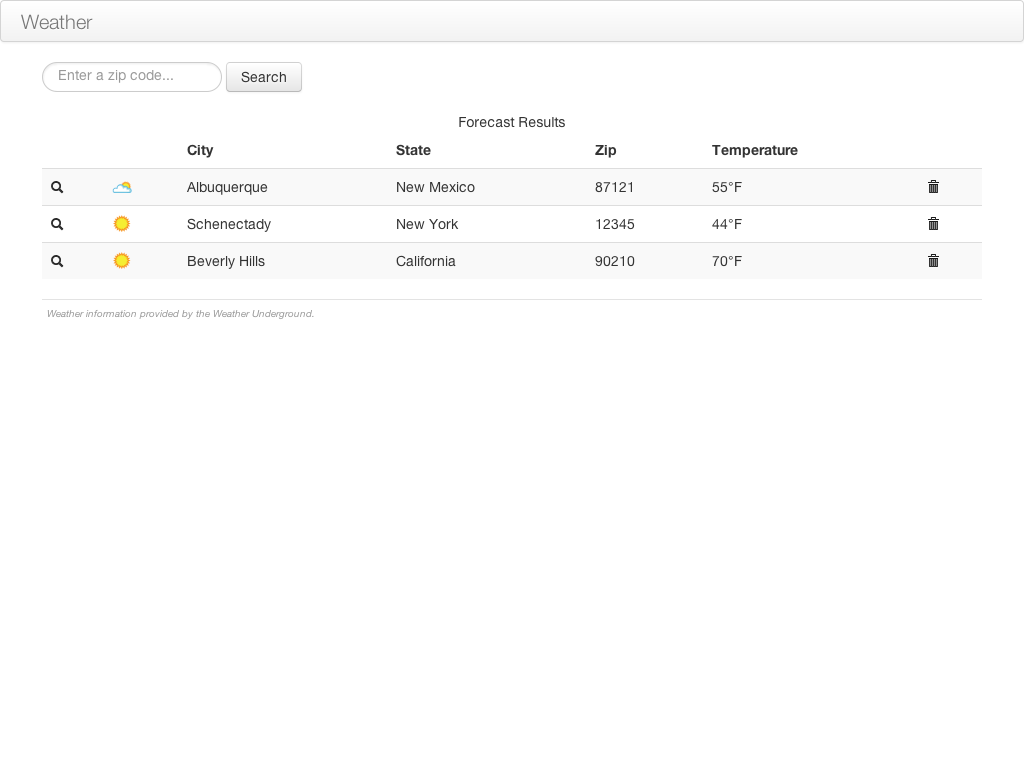 Weather
Enter a zip code... Search
Forecast Results
City State Zip Temperature
Albuquerque New Mexico 87121 55°F
Schenectady New York 12345 44°F
Beverly Hills California 90210 70°F
Weather information provided by the Weather Underground.